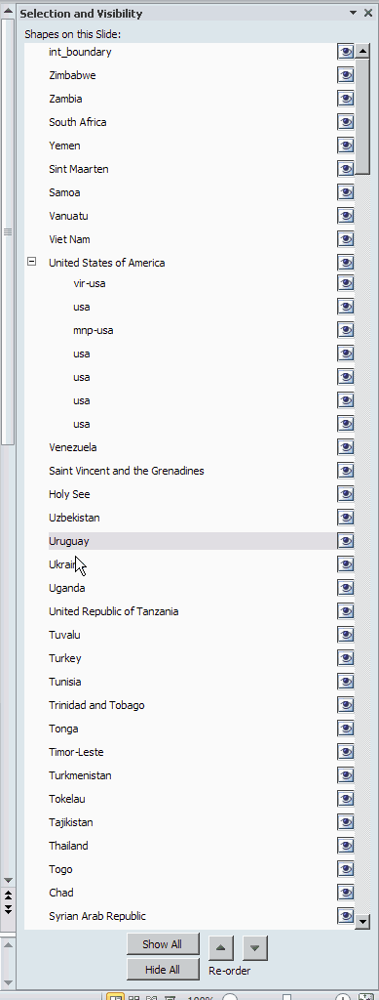 Selection and Visibility
Shapes on this Slide:
int_boundary
Zimbabwe
Zambia
South Africa
Yemen
Sint Maarten
Samoa
Vanuatu
Viet Nam
United States of America
vir-usa
usa
mnp-usa
usa
usa
usa
usa
Venezuela
Saint Vincent and the Grenadines
Holy See
Uzbekistan
Uruguay
Uganda
United Republic of Tanzania
Tuvalu
Turkey
Tunisia
Trinidad and Tobago
Tonga
Timor-Leste
Turkmenistan
Tokelau
Tajikistan
Thailand
Togo
Chad
Syrian Arab Republic
Show All
Hide All
Re-order